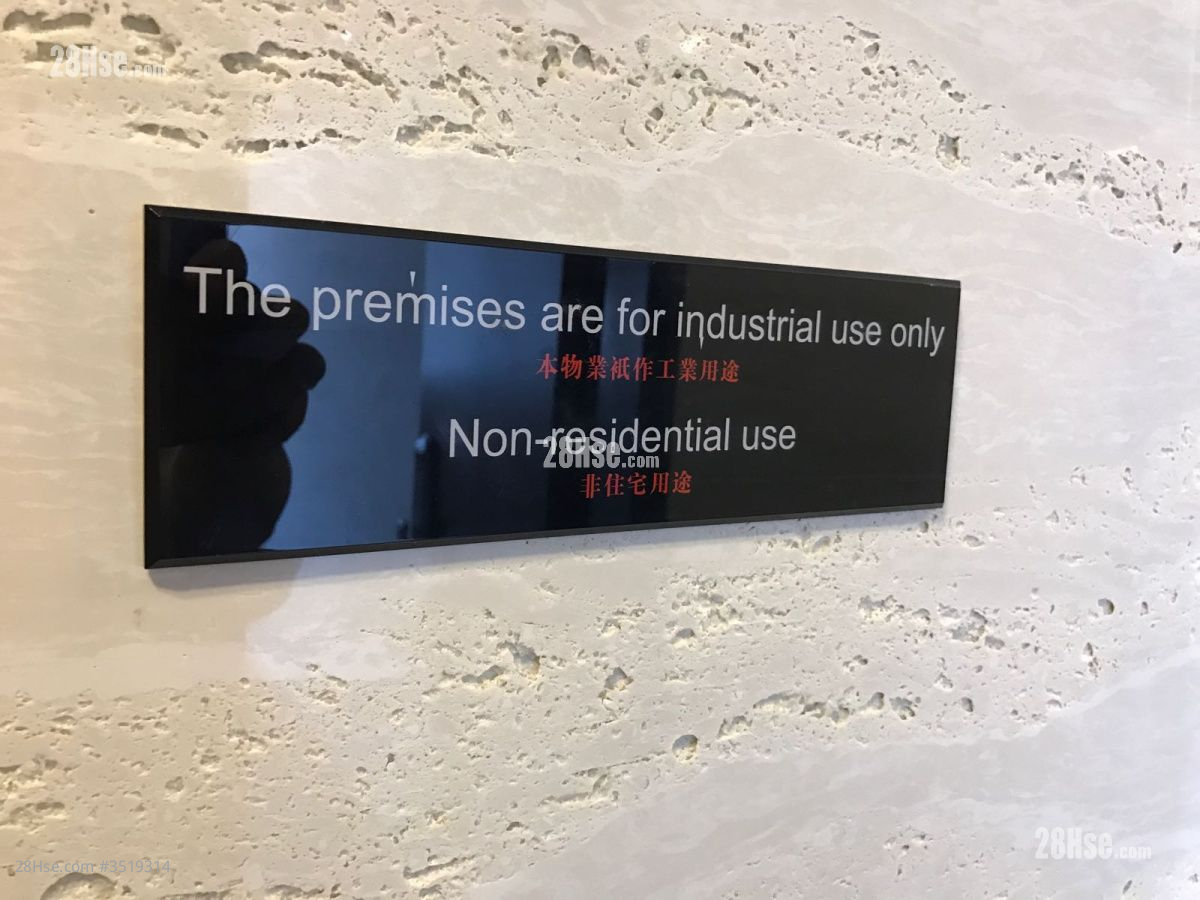 28Hse.com
The premises are for industrial use only
本物業祇作工業用途
Non-residential use
28Hse.com
非住宅用途
28Hse.com
28Hse.com #3519314